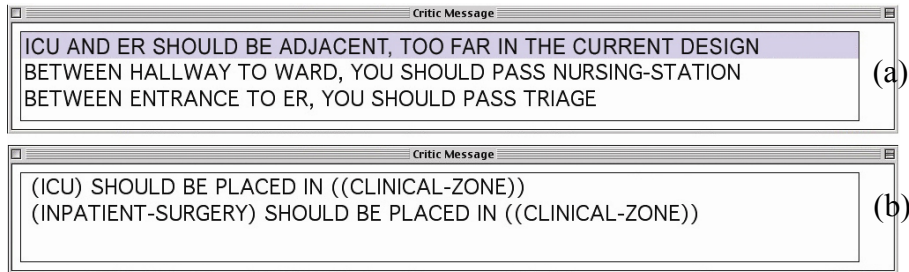 Critic Message
ICU AND ER SHOULD BE ADJACENT, TOO FAR IN THE CURRENT DESIGN
BETWEEN HALLWAY TO WARD, YOU SHOULD PASS NURSING-STATION
BETWEEN ENTRANCE TO ER, YOU SHOULD PASS TRIAGE
(a)
Critic Message
(ICU) SHOULD BE PLACED IN ((CLINICAL-ZONE))
(INPATIENT-SURGERY) SHOULD BE PLACED IN ((CLINICAL-ZONE))
(b)